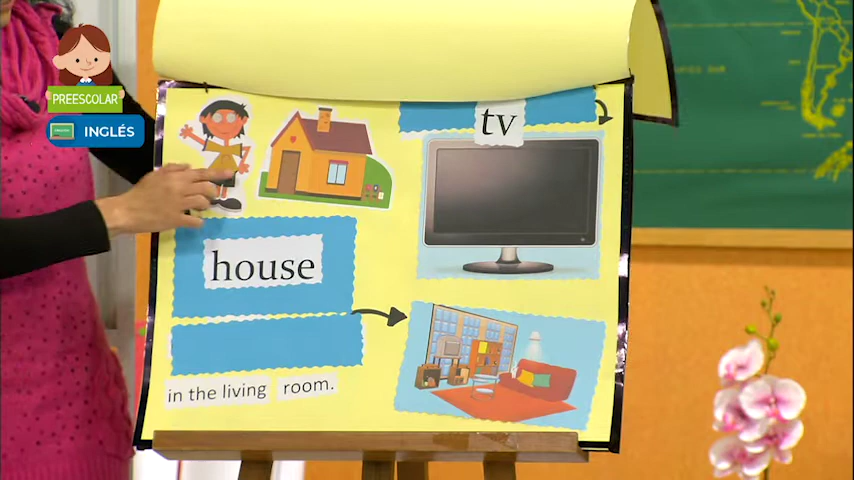 PREESCOLAR
INGLÉS
tv
house
in the living room.